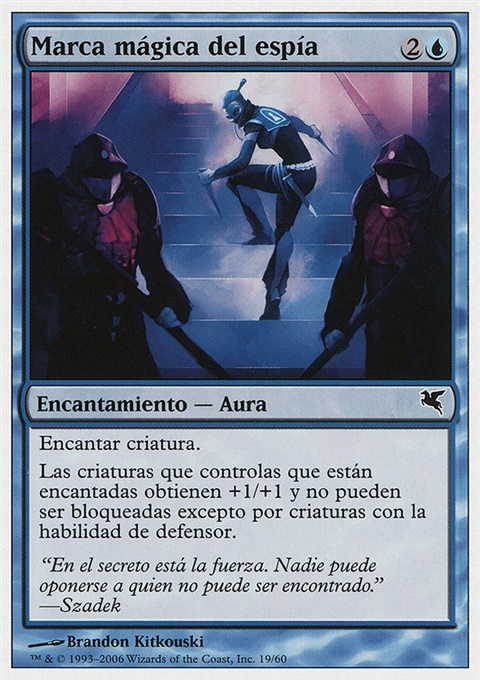 Marca mágica del espía 2
Encantamiento — Aura
Encantar criatura.
Las criaturas que controlas que están
encantadas obtienen +1/+1 y no pueden
ser bloqueadas excepto por criaturas con la
habilidad de defensor.
“En el secreto está la fuerza. Nadie puede
oponerse a quien no puede ser encontrado.”
—Szadek
Brandon Kitkouski
™ & © 1993–2006 Wizards of the Coast, Inc. 19/60